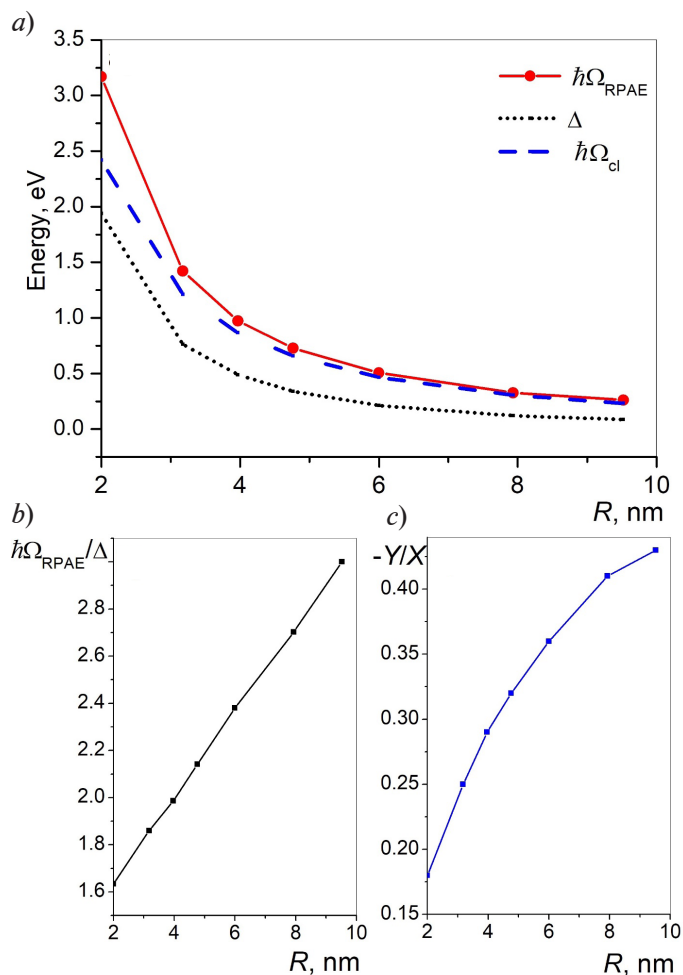 a)
3.5
3.0
2.5
2.0
1.5
1.0
0.5
0.0
Energy, eV
ħΩRPAE
Δ
ħΩcl
2 4 6 8 10
R, nm
b)
ħΩRPAE/Δ
2.8
2.6
2.4
2.2
2.0
1.8
1.6
2 4 6 8 10
R, nm
c)
-Y/X
0.40
0.35
0.30
0.25
0.20
0.15
2 4 6 8 10
R, nm